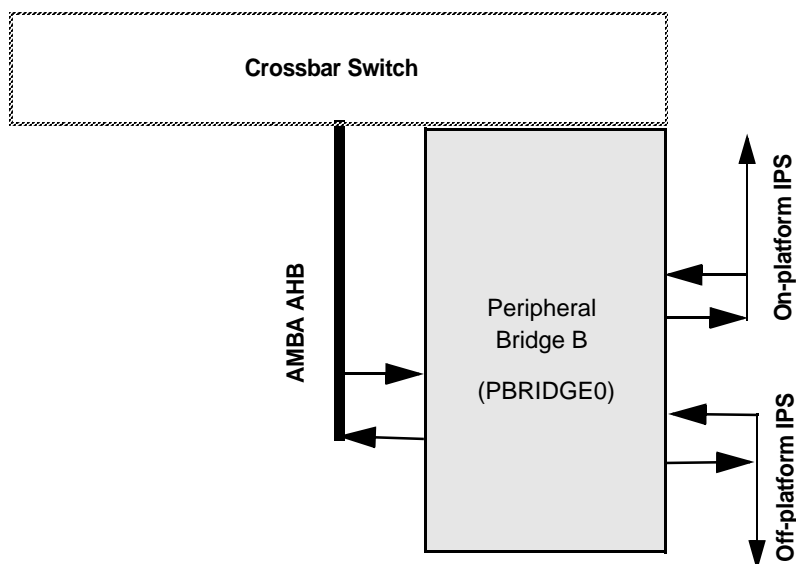 Crossbar Switch
AMBA AHB
Peripheral
Bridge B
(PBRIDGE0)
On-platform IPS
Off-platform IPS